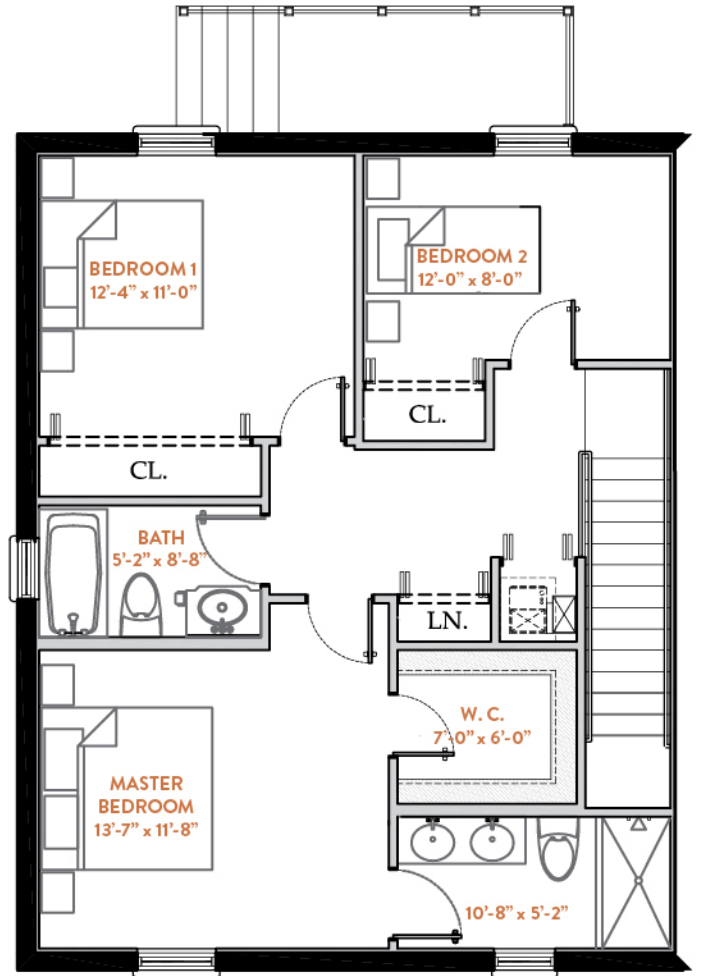 BEDROOM 1
12’-4” x 11’-0”
BEDROOM 2
12’-0” x 8’-0”
CL.
CL.
BATH
5’-2” x 8’-8”
LN.
W. C.
7’-0” x 6’-0”
MASTER
BEDROOM
13’-7” x 11’-8”
10’-8” x 5’-2”